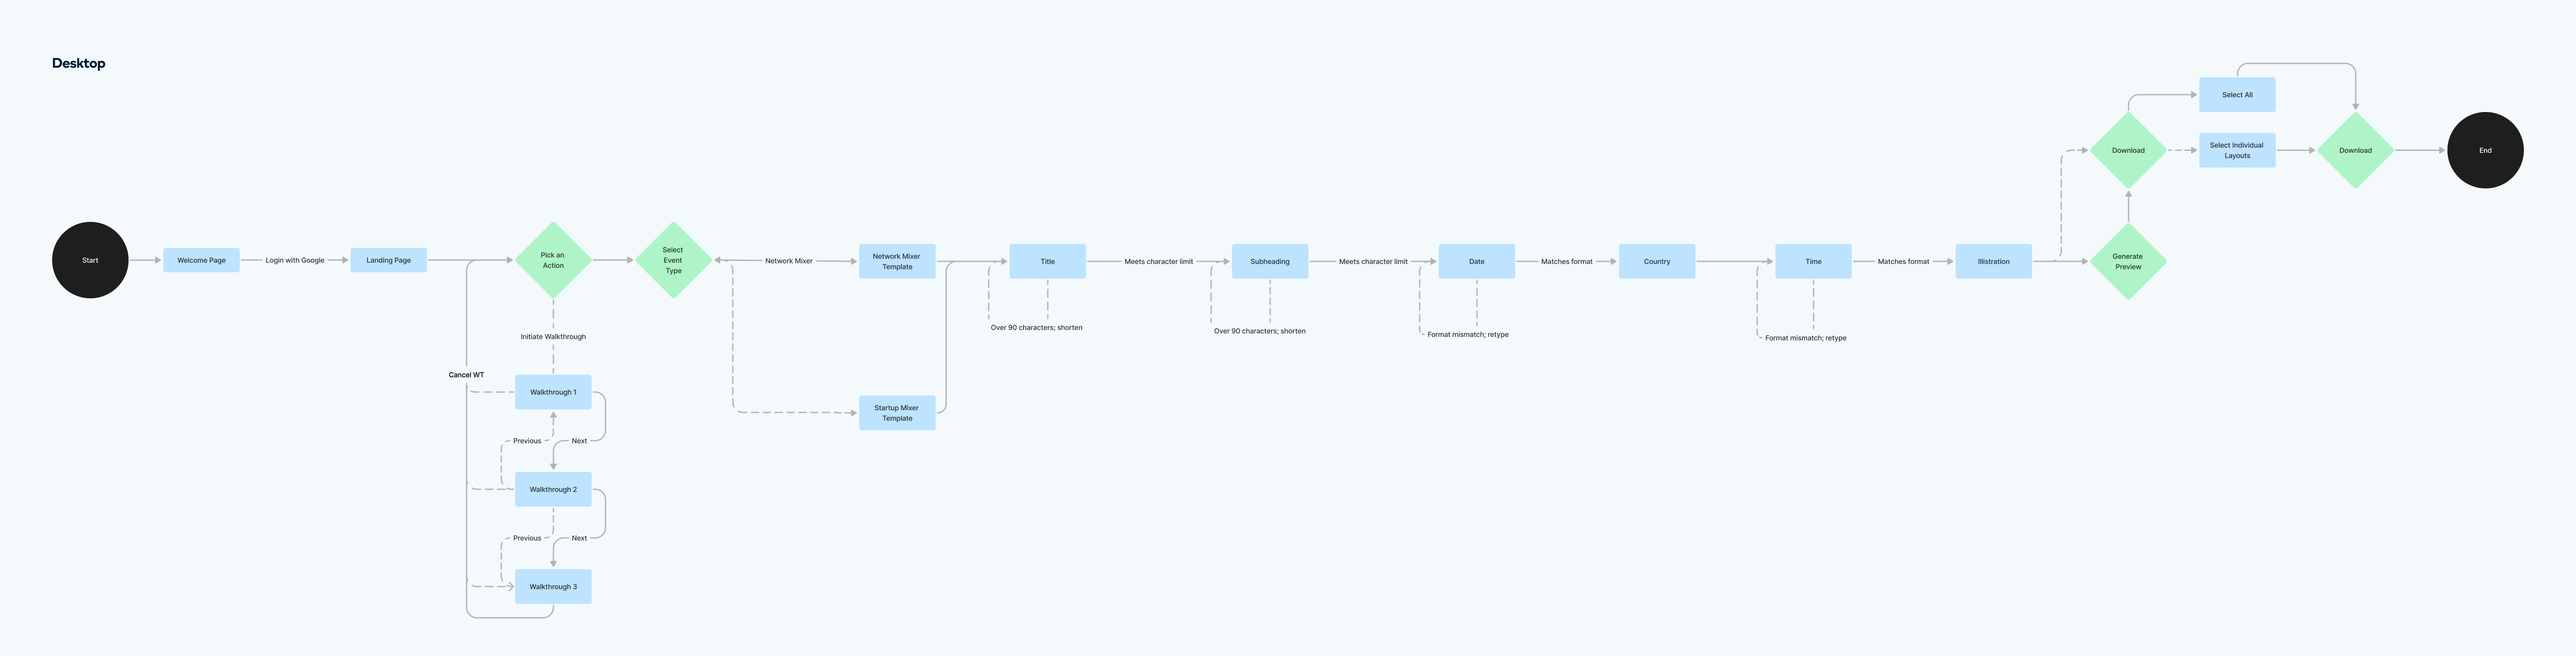 Desktop
Start
Welcome Page
Login with Google
Landing Page
Pick an
Action
Select
Event
Type
Network Mixer
Network Mixer
Template
Title
Meets character limit
Subheading
Meets character limit
Date
Matches format
Country
Time
Matches format
Illistration
Generate
Preview
Download
Select All
Select Individual
Layouts
Download
End
Over 90 characters; shorten
Over 90 characters; shorten
Format mismatch; retype
Format mismatch; retype
Initiate Walkthrough
Cancel WT
Walkthrough 1
Previous
Next
Walkthrough 2
Previous
Next
Walkthrough 3
Startup Mixer
Template